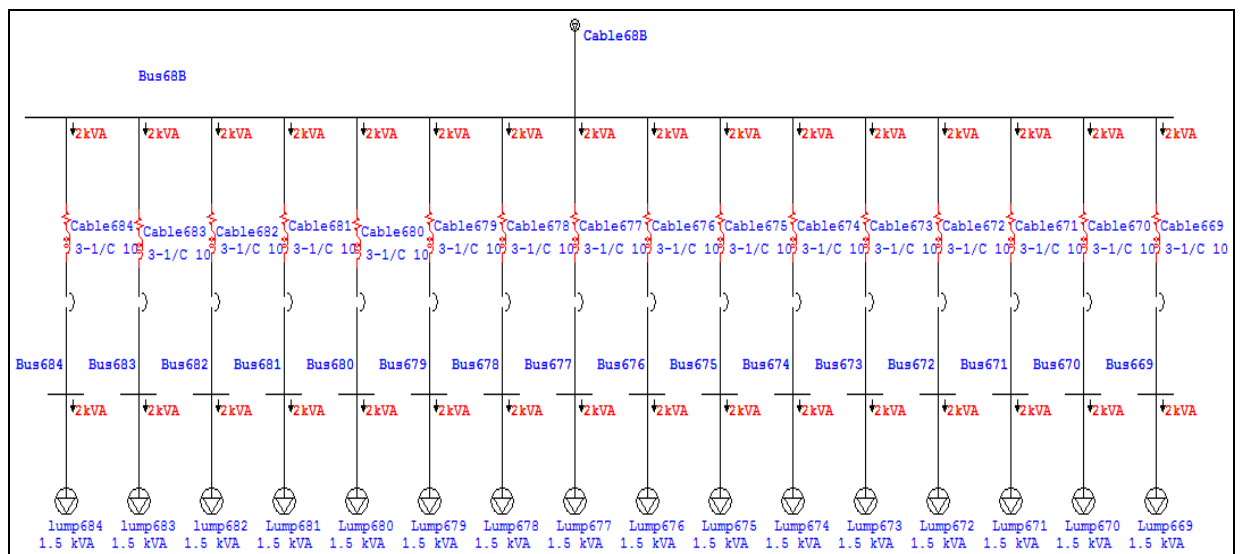 Cable68B
Bus68B
2kVA 2kVA 2kVA 2kVA 2kVA 2kVA 2kVA 2kVA 2kVA 2kVA 2kVA 2kVA 2kVA 2kVA 2kVA 2kVA
Cable684 Cable683 Cable682 Cable681 Cable680 Cable679 Cable678 Cable677 Cable676 Cable675 Cable674 Cable673 Cable672 Cable671 Cable670 Cable669
3-1/C 10 3-1/C 10 3-1/C 10 3-1/C 10 3-1/C 10 3-1/C 10 3-1/C 10 3-1/C 10 3-1/C 10 3-1/C 10 3-1/C 10 3-1/C 10 3-1/C 10 3-1/C 10 3-1/C 10 3-1/C 10
Bus684 Bus683 Bus682 Bus681 Bus680 Bus679 Bus678 Bus677 Bus676 Bus675 Bus674 Bus673 Bus672 Bus671 Bus670 Bus669
2kVA 2kVA 2kVA 2kVA 2kVA 2kVA 2kVA 2kVA 2kVA 2kVA 2kVA 2kVA 2kVA 2kVA 2kVA 2kVA
lump684 lump683 lump682 Lump681 Lump680 Lump679 Lump678 Lump677 Lump676 Lump675 Lump674 Lump673 Lump672 Lump671 Lump670 Lump669
1.5 kVA 1.5 kVA 1.5 kVA 1.5 kVA 1.5 kVA 1.5 kVA 1.5 kVA 1.5 kVA 1.5 kVA 1.5 kVA 1.5 kVA 1.5 kVA 1.5 kVA 1.5 kVA 1.5 kVA 1.5 kVA